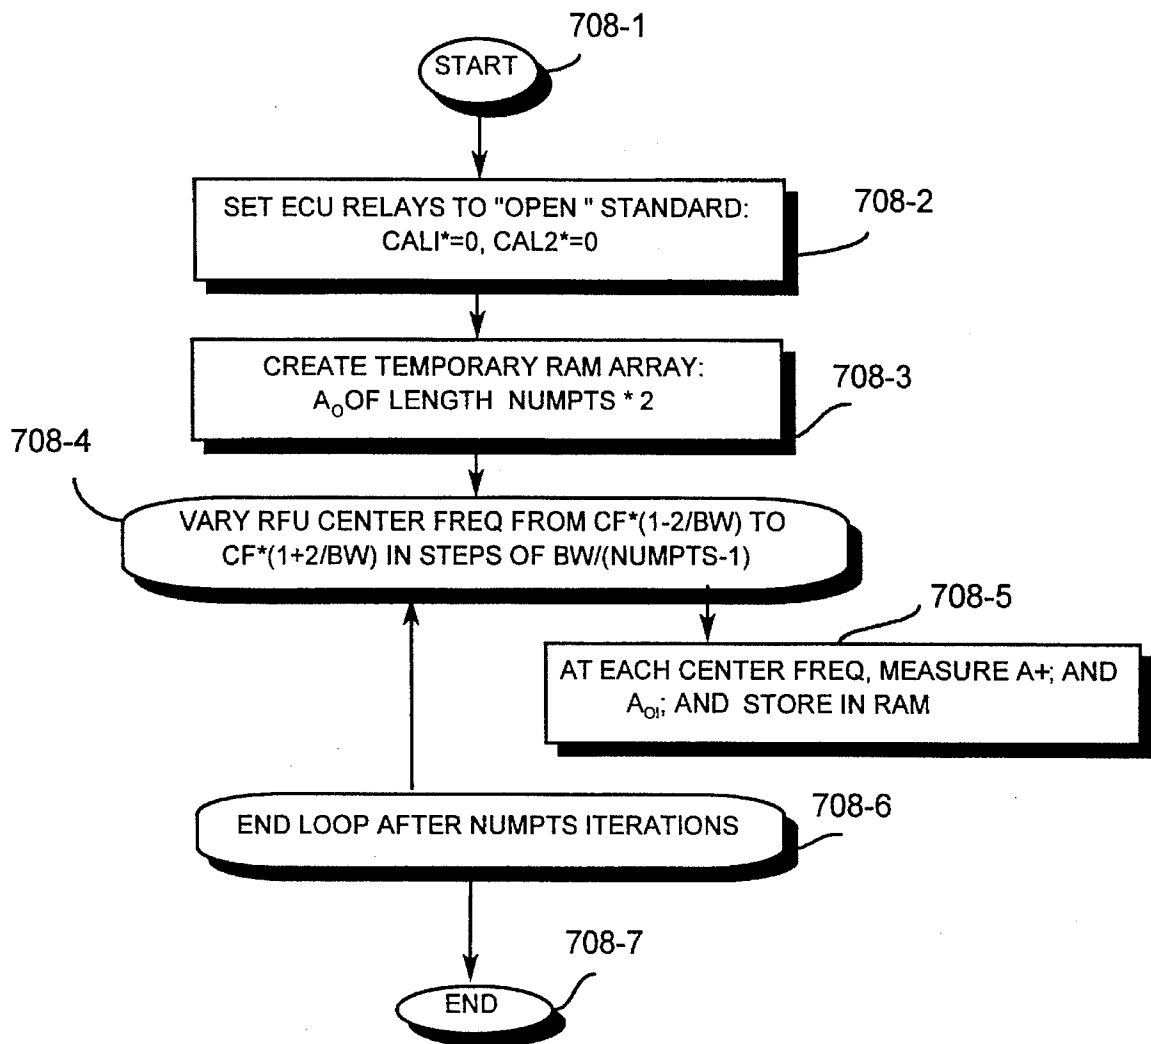 708-1
START
SET ECU RELAYS TO "OPEN " STANDARD:
CALI*=0, CAL2*=0
708-2
CREATE TEMPORARY RAM ARRAY:
AO OF LENGTH NUMPTS * 2
708-3
708-4
VARY RFU CENTER FREQ FROM CF*(1-2/BW) TO
CF*(1+2/BW) IN STEPS OF BW/(NUMPTS-1)
708-5
AT EACH CENTER FREQ, MEASURE A+; AND
AOI; AND STORE IN RAM
END LOOP AFTER NUMPTS ITERATIONS
708-6
708-7
END